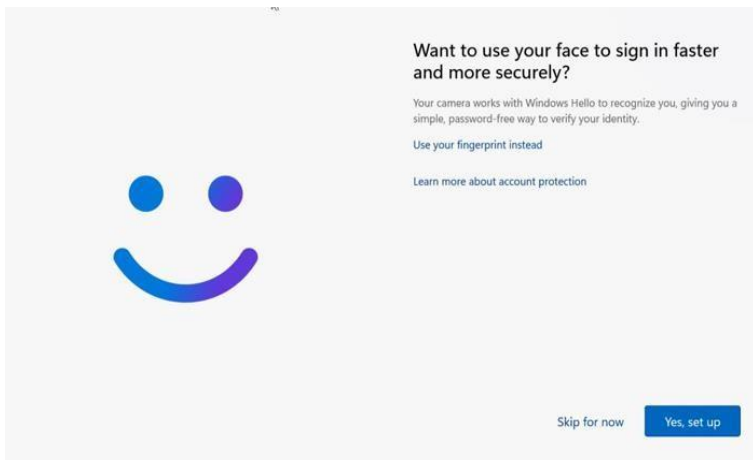 Want to use your face to sign in faster
and more securely?
Your camera works with Windows Hello to recognize you, giving you a
simple, password-free way to verify your identity.
Use your fingerprint instead
Learn more about account protection
Skip for now
Yes, set up